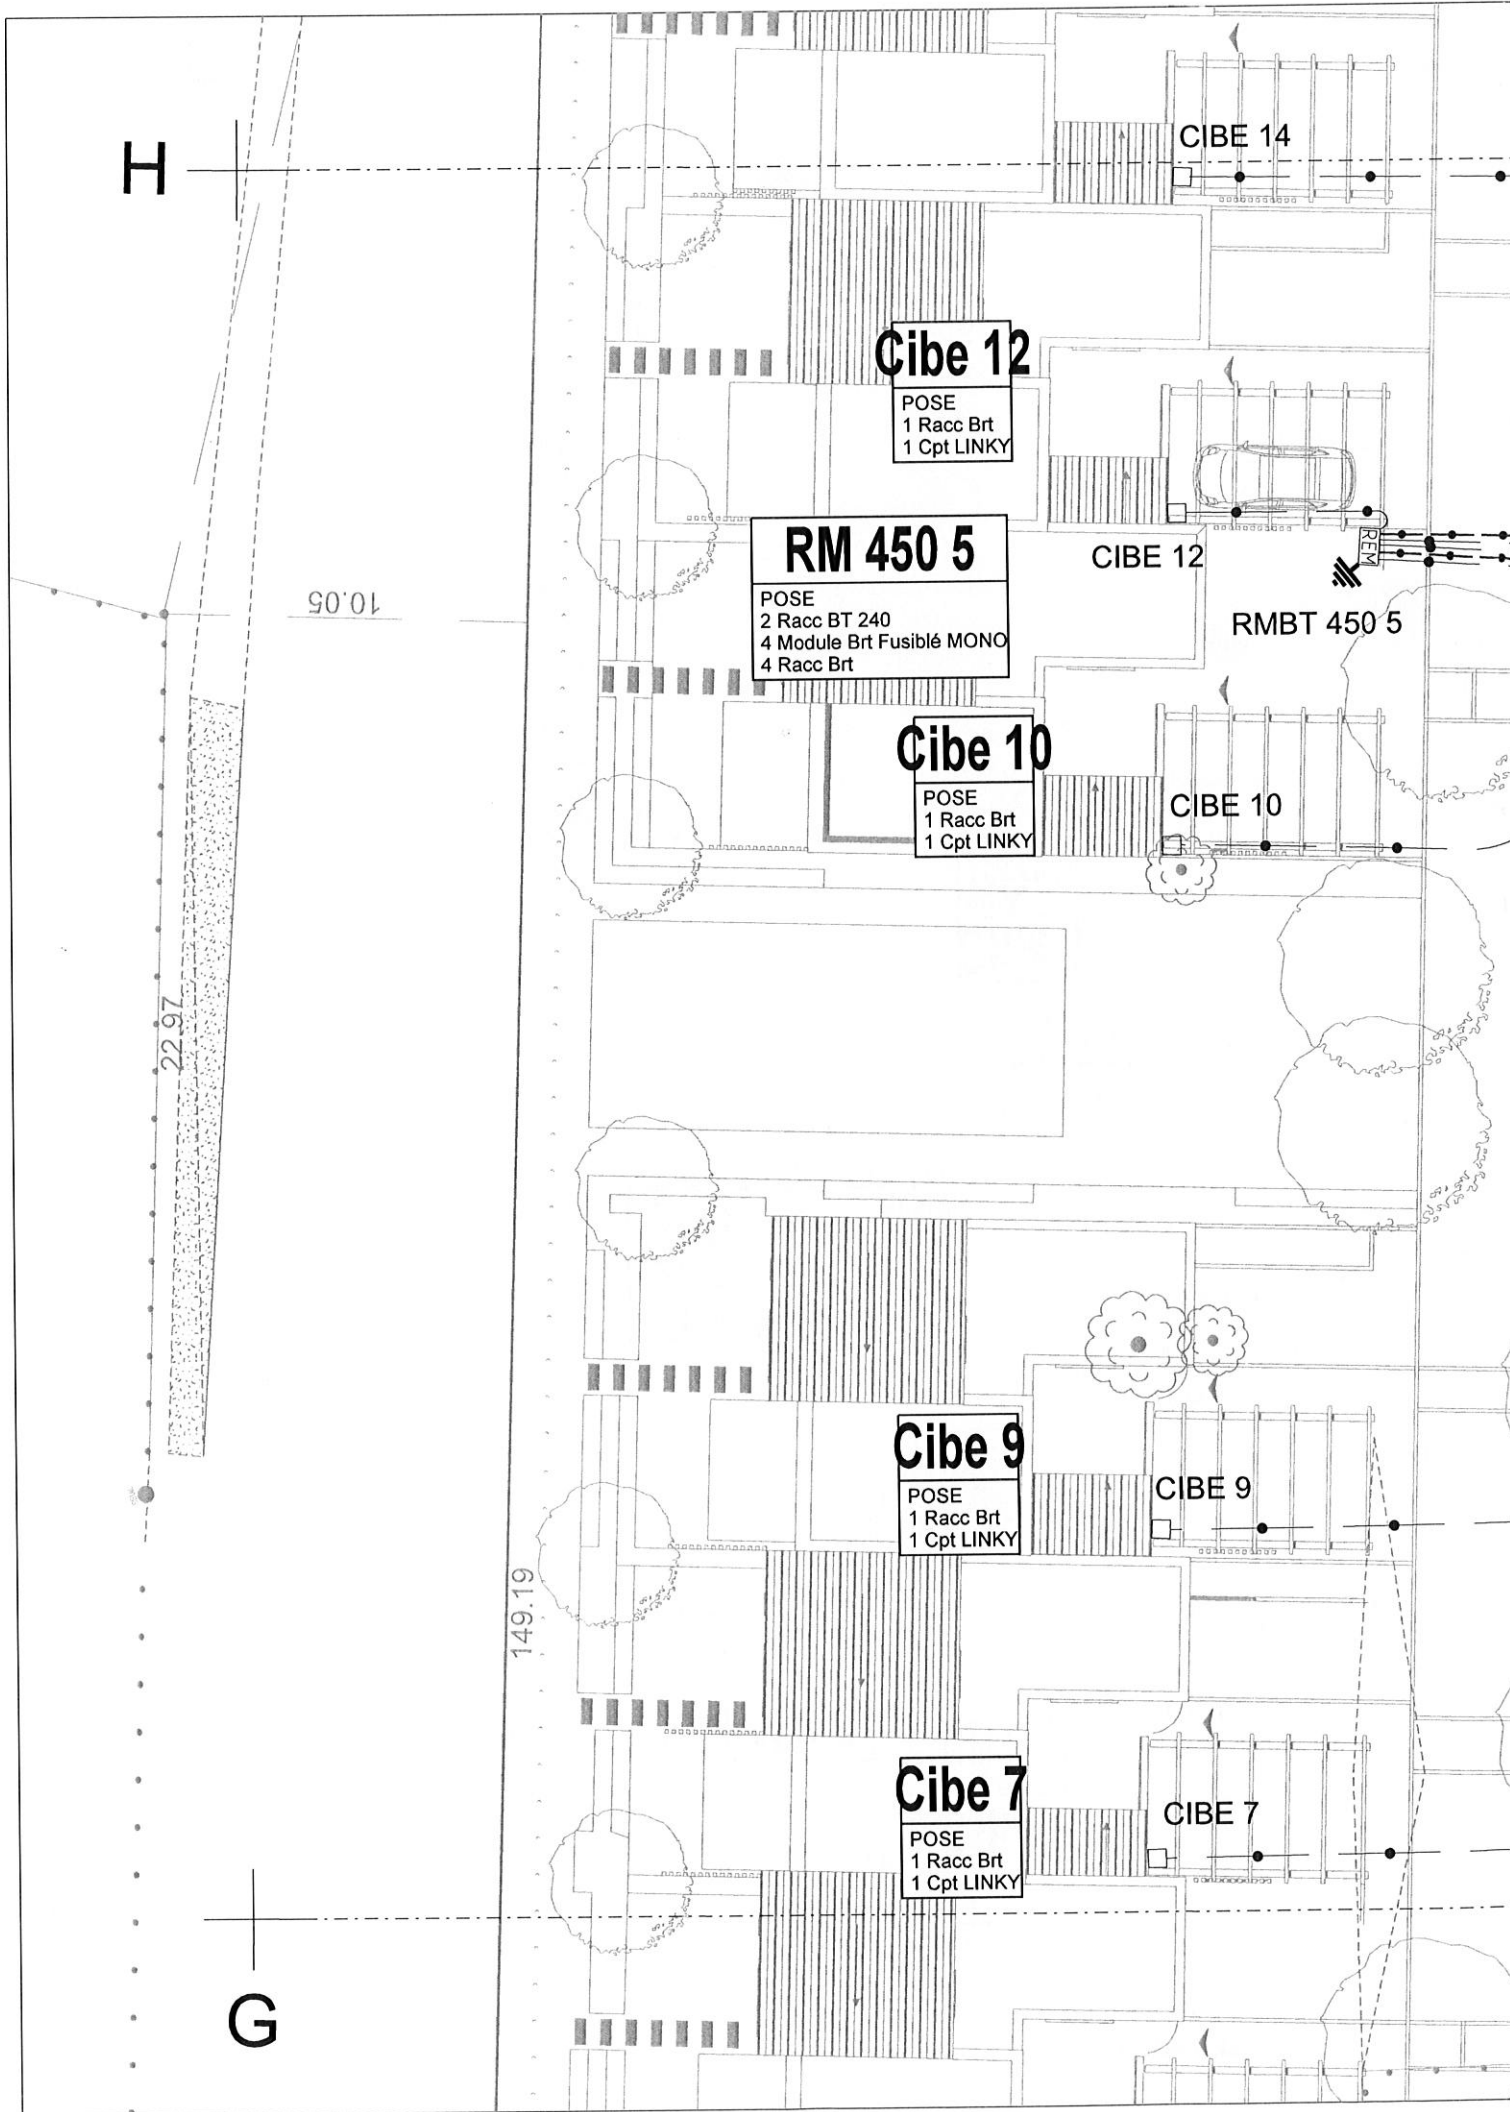 H
CIBE 14
Cibe 12
POSE
1 Racc Brt
1 Cpt LINKY
CIBE 12
REM
RM 450 5
POSE
2 Racc BT 240
4 Module Brt Fusiblé MONO
4 Racc Brt
RMBT 450 5
10.05
Cibe 10
POSE
1 Racc Brt
1 Cpt LINKY
CIBE 10
22.97
Cibe 9
POSE
1 Racc Brt
1 Cpt LINKY
CIBE 9
149.19
Cibe 7
POSE
1 Racc Brt
1 Cpt LINKY
CIBE 7
G